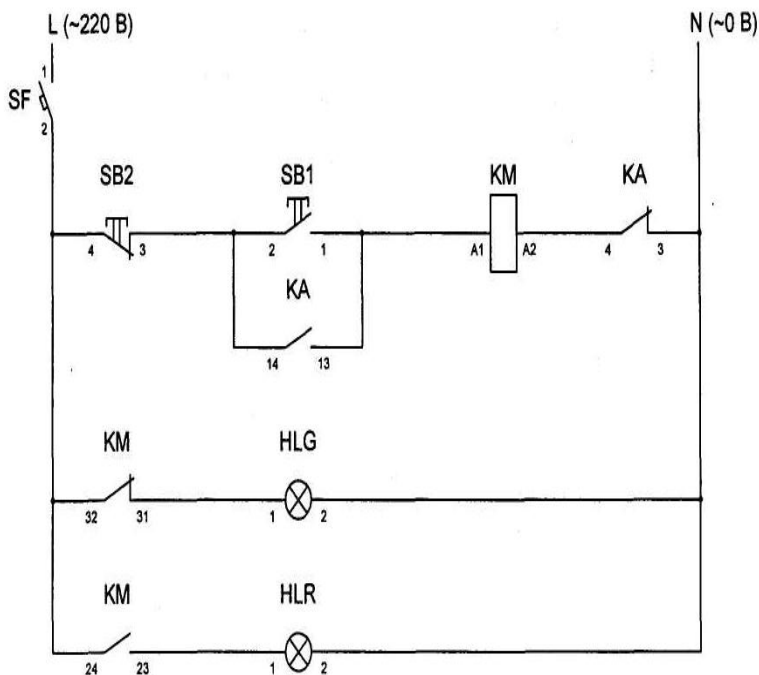 L (~220 В) N (~0 В)
1
SF
2
SB2 SB1 KM KA
4 3 2 1 A1 A2 4 3
KA
14 13
KM HLG
32 31 1 2
KM HLR
24 23 1 2